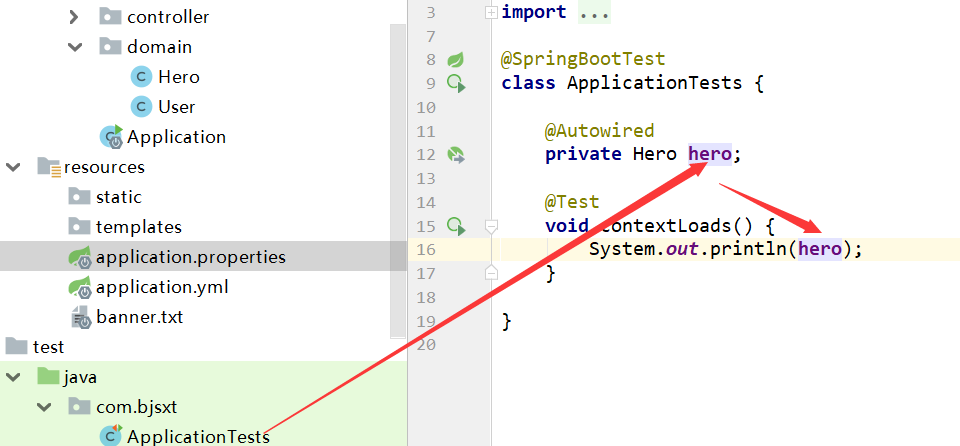 controller
domain
Hero
User
Application
resources
static
templates
application.properties
application.yml
banner.txt
test
java
com.bjsxt
ApplicationTests
3 import ...
7
8 @SpringBootTest
9 class ApplicationTests {
10
11 @Autowired
12 private Hero hero;
13
14 @Test
15 void contextLoads() {
16 System.out.println(hero);
17 }
18
19 }
20